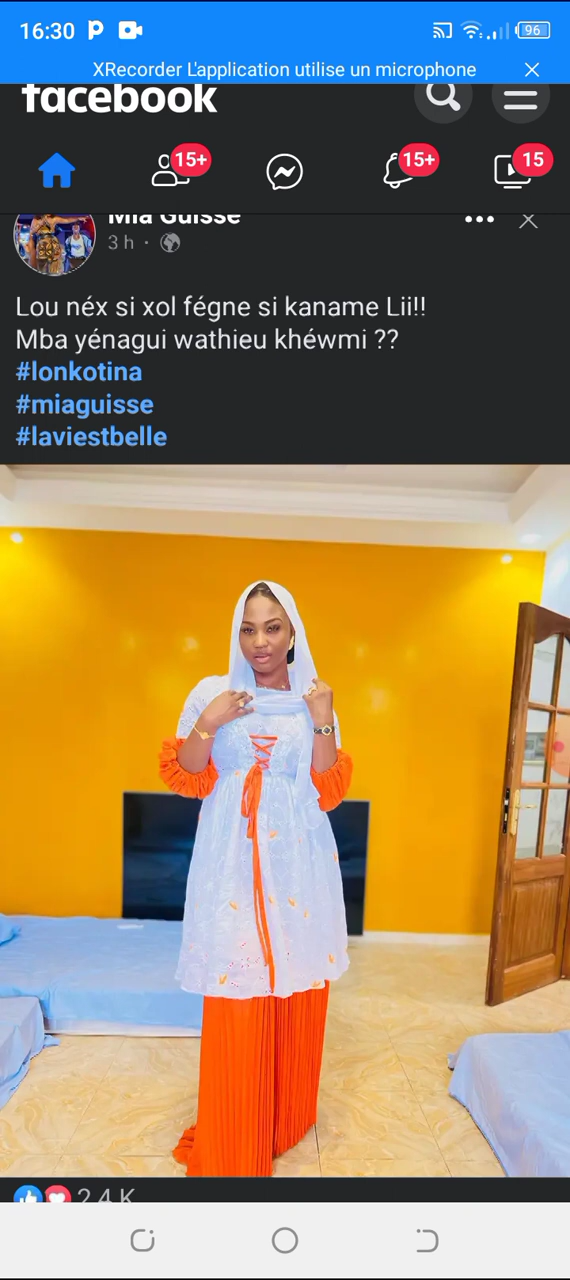 16:30
96
XRecorder L'application utilise un microphone
facebook
15+
15+
15
Mia Guisse
3 h ·
Lou néx si xol fégne si kaname Lii!!
Mba yénagui wathieu khéwmi ??
#lonkotina
#miaguisse
#laviestbelle
2,4 K